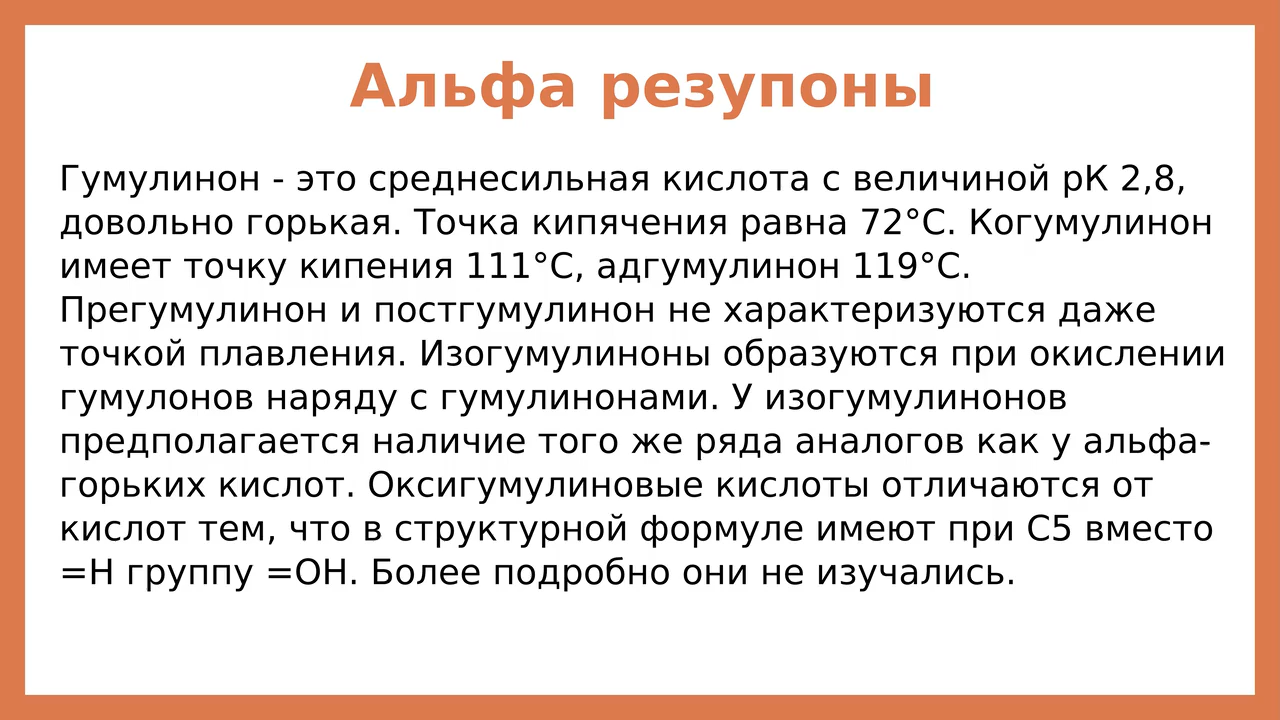 Альфа резупоны
Гумулинон - это среднесильная кислота с величиной рК 2,8,
довольно горькая. Точка кипячения равна 72°С. Когумулинон
имеет точку кипения 111°С, адгумулинон 119°С.
Прегумулинон и постгумулинон не характеризуются даже
точкой плавления. Изогумулиноны образуются при окислении
гумулонов наряду с гумулинонами. У изогумулинонов
предполагается наличие того же ряда аналогов как у альфа-
горьких кислот. Оксигумулиновые кислоты отличаются от
кислот тем, что в структурной формуле имеют при С5 вместо
=Н группу =ОН. Более подробно они не изучались.